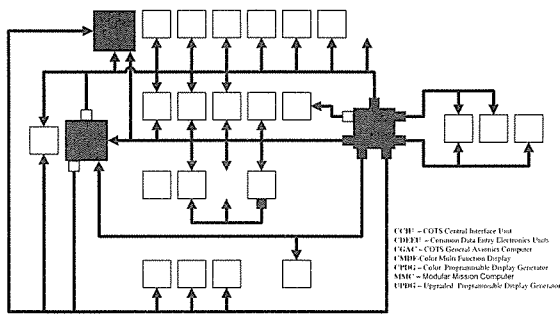 CCIU – COTS Central Interface Unit
CDEEU – Common Data Entry Electronics Units
CGAC – COTS General Avionics Computer
CMDF-Color Multi Function Display
CPDG – Color Programmable Display Generator
MMC – Modular Mission Computer
UPDG – Upgraded Programmable Display Generator